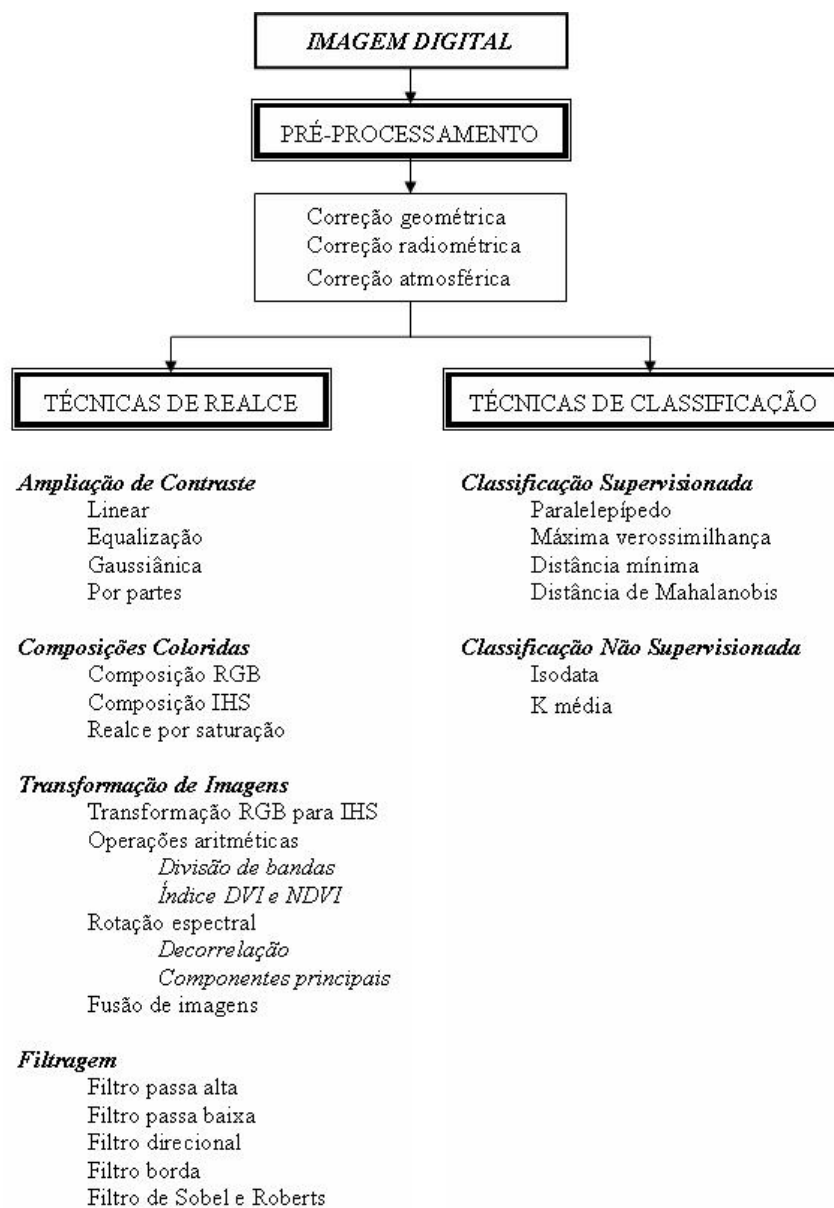 IMAGEM DIGITAL
PRÉ-PROCESSAMENTO
Correção geométrica
Correção radiométrica
Correção atmosférica
TÉCNICAS DE REALCE
Ampliação de Contraste
Linear
Equalização
Gaussiânica
Por partes
Composições Coloridas
Composição RGB
Composição IHS
Realce por saturação
Transformação de Imagens
Transformação RGB para IHS
Operações aritméticas
Divisão de bandas
Índice DVI e NDVI
Rotação espectral
Decorrelação
Componentes principais
Fusão de imagens
Filtragem
Filtro passa alta
Filtro passa baixa
Filtro direcional
Filtro borda
Filtro de Sobel e Roberts
TÉCNICAS DE CLASSIFICAÇÃO
Classificação Supervisionada
Paralelepípedo
Máxima verossimilhança
Distância mínima
Distância de Mahalanobis
Classificação Não Supervisionada
Isodata
K média